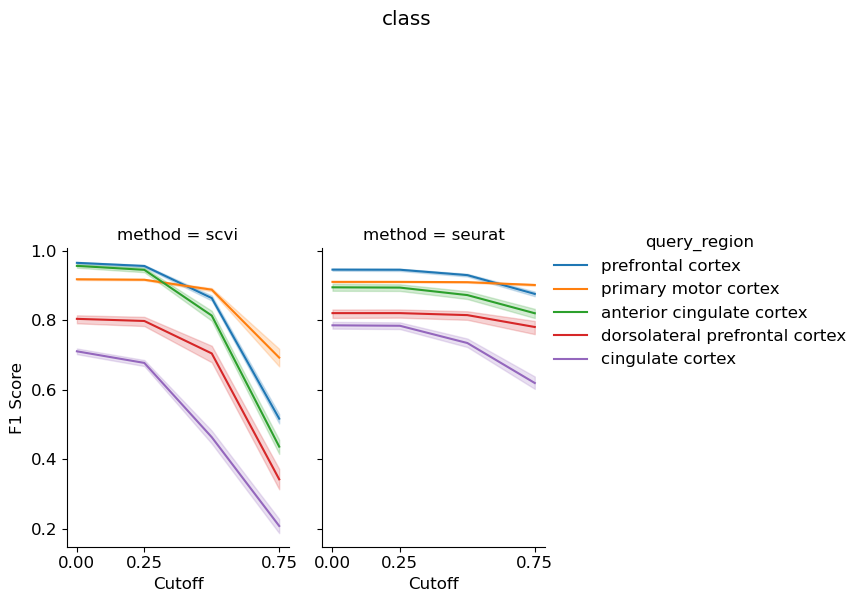 class
method = scvi
method = seurat
query_region
prefrontal cortex
primary motor cortex
anterior cingulate cortex
dorsolateral prefrontal cortex
cingulate cortex
F1 Score
1.0
0.8
0.6
0.4
0.2
0.00
0.25
0.75
0.00
0.25
0.75
Cutoff
Cutoff